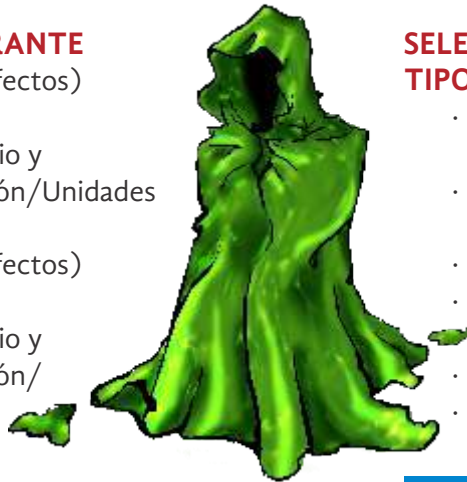 RANTE
fectos)
io y
ón/Unidades
fectos)
io y
ón/
SELE
TIPO